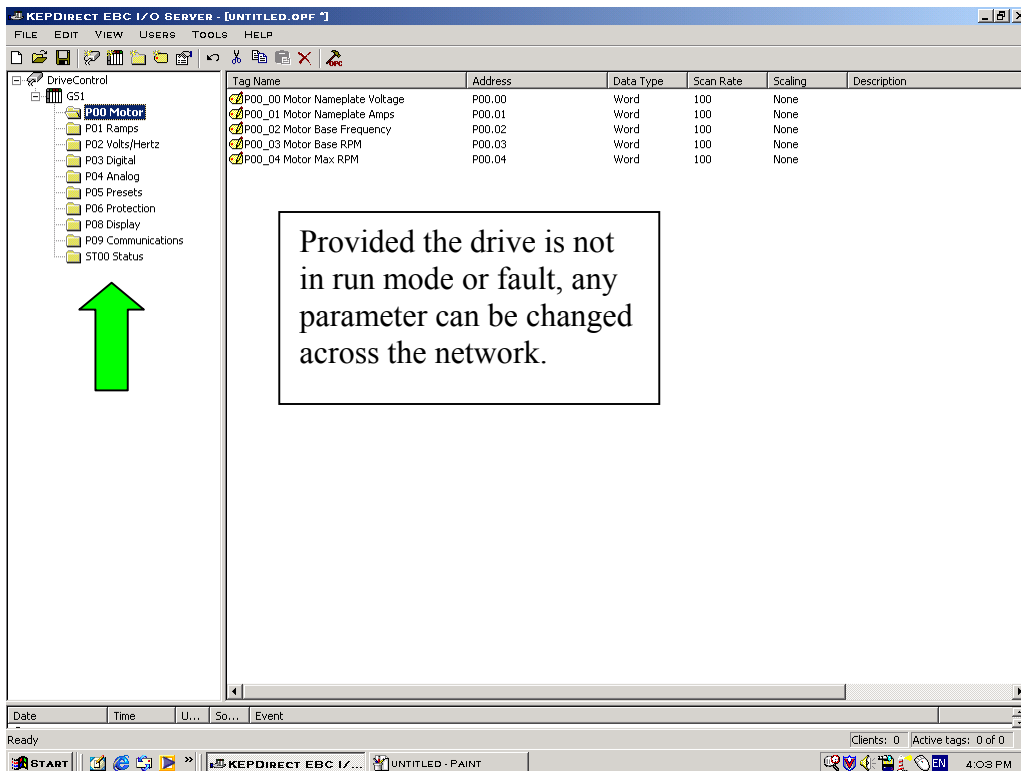 KEPDirect EBC I/O Server - [Untitled.opf *]
File Edit View Users Tools Help
DriveControl
GS1
P00 Motor
P01 Ramps
P02 Volts/Hertz
P03 Digital
P04 Analog
P05 Presets
P06 Protection
P08 Display
P09 Communications
ST00 Status
Tag Name Address Data Type Scan Rate Scaling Description
P00_00 Motor Nameplate Voltage P00.00 Word 100 None
P00_01 Motor Nameplate Amps P00.01 Word 100 None
P00_02 Motor Base Frequency P00.02 Word 100 None
P00_03 Motor Base RPM P00.03 Word 100 None
P00_04 Motor Max RPM P00.04 Word 100 None
Provided the drive is not
in run mode or fault, any
parameter can be changed
across the network.
Date Time U... So... Event
Ready Clients: 0 Active tags: 0 of 0
Start » KEPDirect EBC I/... untitled - Paint EN 4:03 PM